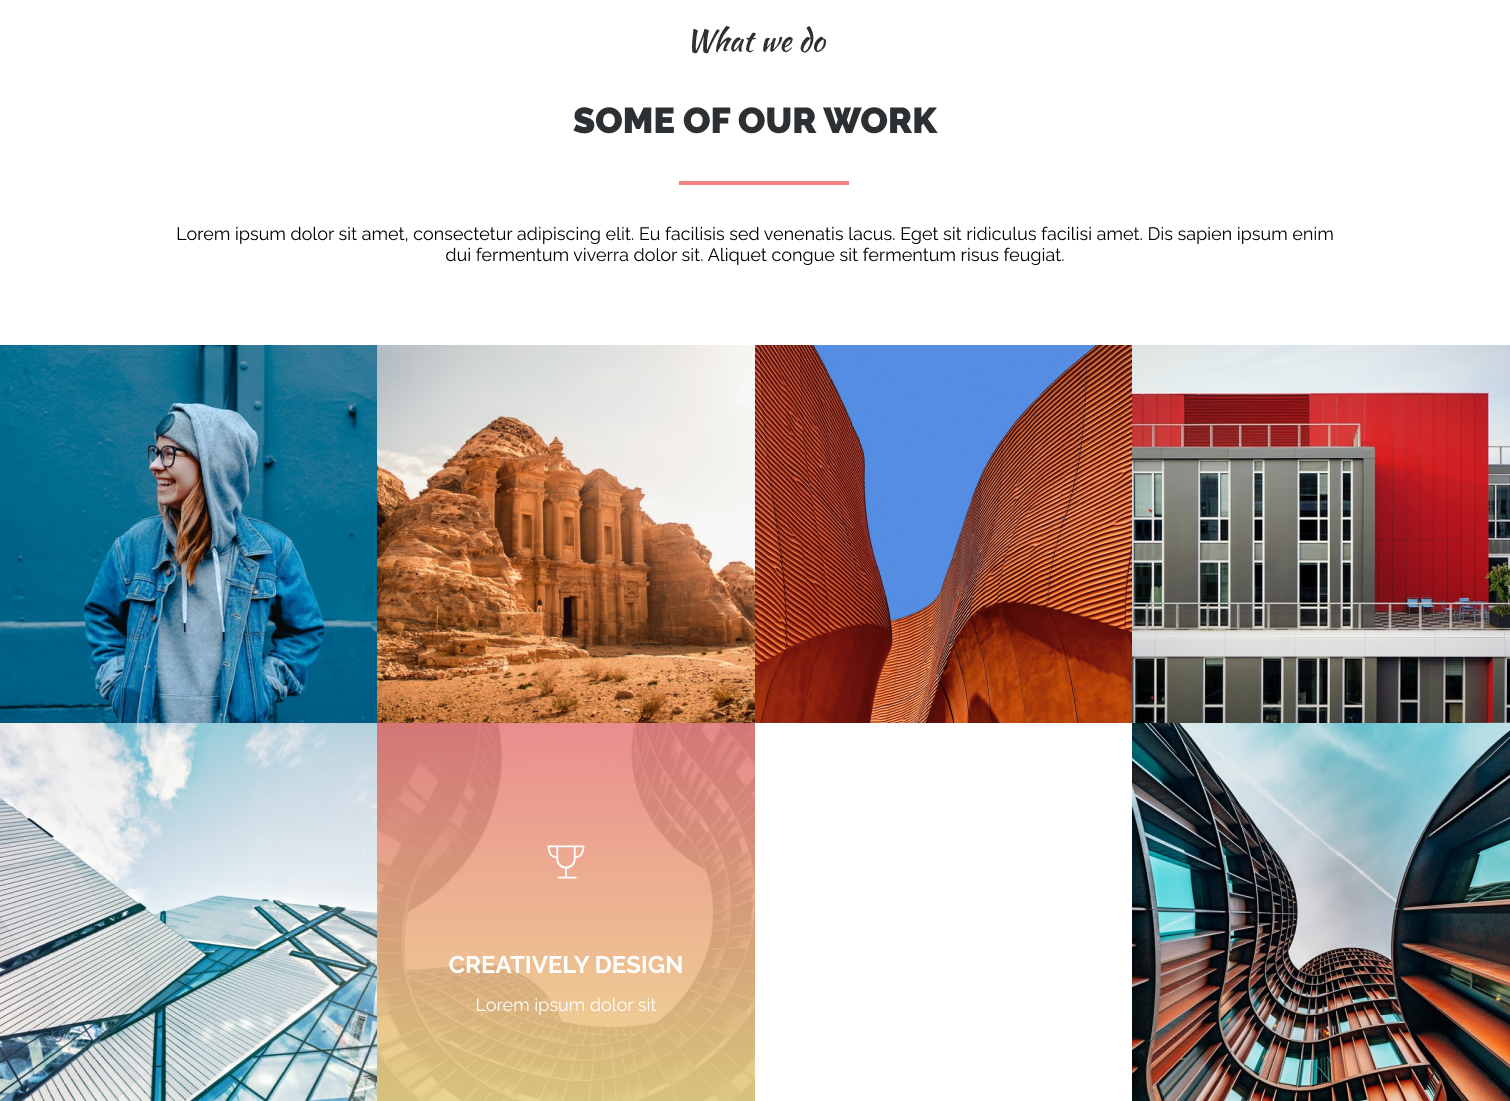 What we do
SOME OF OUR WORK
Lorem ipsum dolor sit amet, consectetur adipiscing elit. Eu facilisis sed venenatis lacus. Eget sit ridiculus facilisi amet. Dis sapien ipsum enim
dui fermentum viverra dolor sit. Aliquet congue sit fermentum risus feugiat.
CREATIVELY DESIGN
Lorem ipsum dolor sit